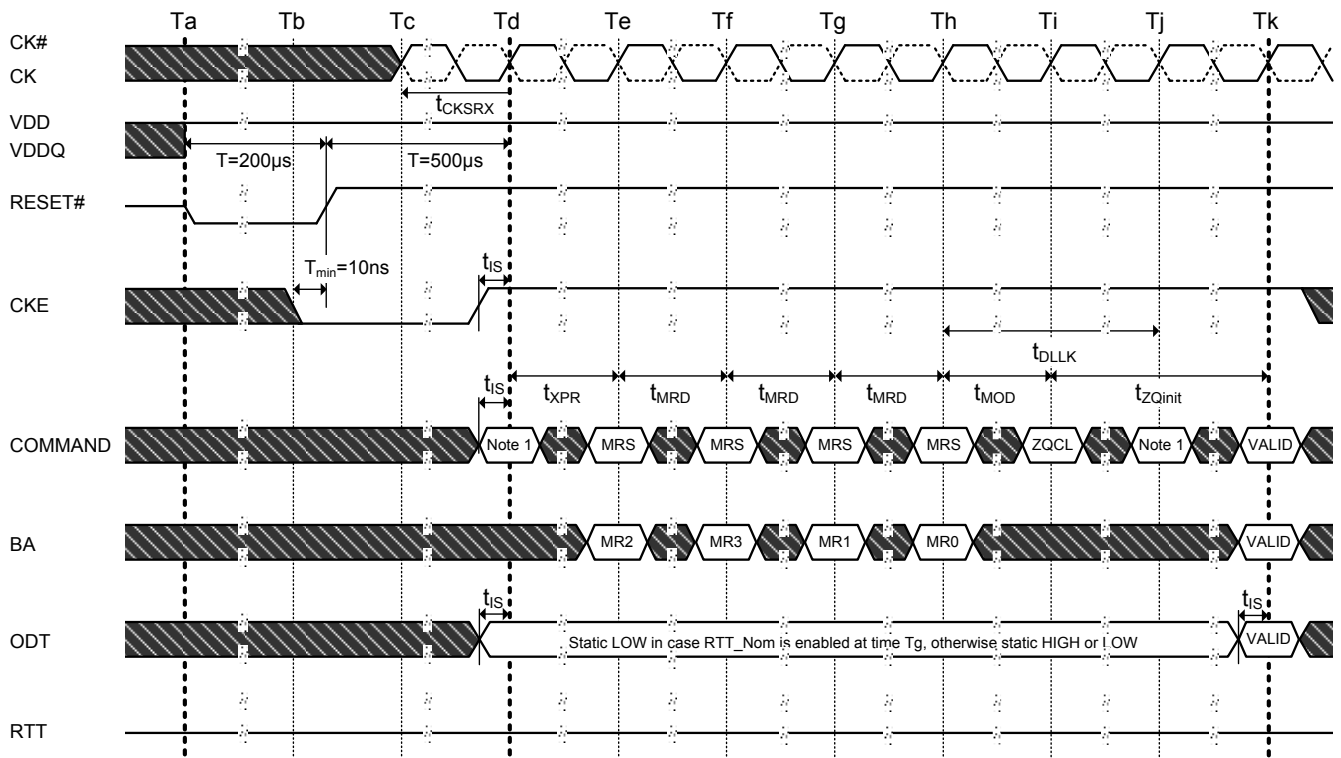 Ta Tb Tc Td Te Tf Tg Th Ti Tj Tk
CK#
CK
tCKSRX
VDD
VDDQ
T=200µs T=500µs
RESET#
Tmin=10ns tIS
CKE
tDLLK
tIS tXPR tMRD tMRD tMRD tMOD tZQinit
COMMAND Note 1 MRS MRS MRS MRS ZQCL Note 1 VALID
BA MR2 MR3 MR1 MR0 VALID
tIS tIS
ODT Static LOW in case RTT_Nom is enabled at time Tg, otherwise static HIGH or LOW VALID
RTT